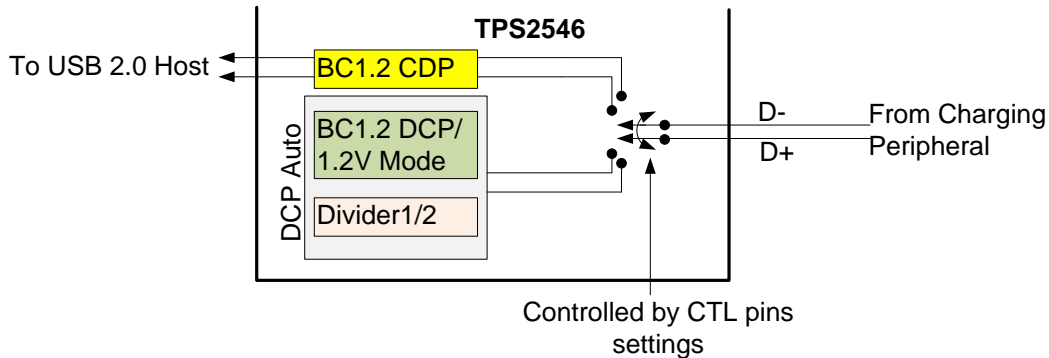 TPS2546
To USB 2.0 Host
BC1.2 CDP
DCP Auto
BC1.2 DCP/
1.2V Mode
Divider1/2
D-
D+
From Charging
Peripheral
Controlled by CTL pins
settings